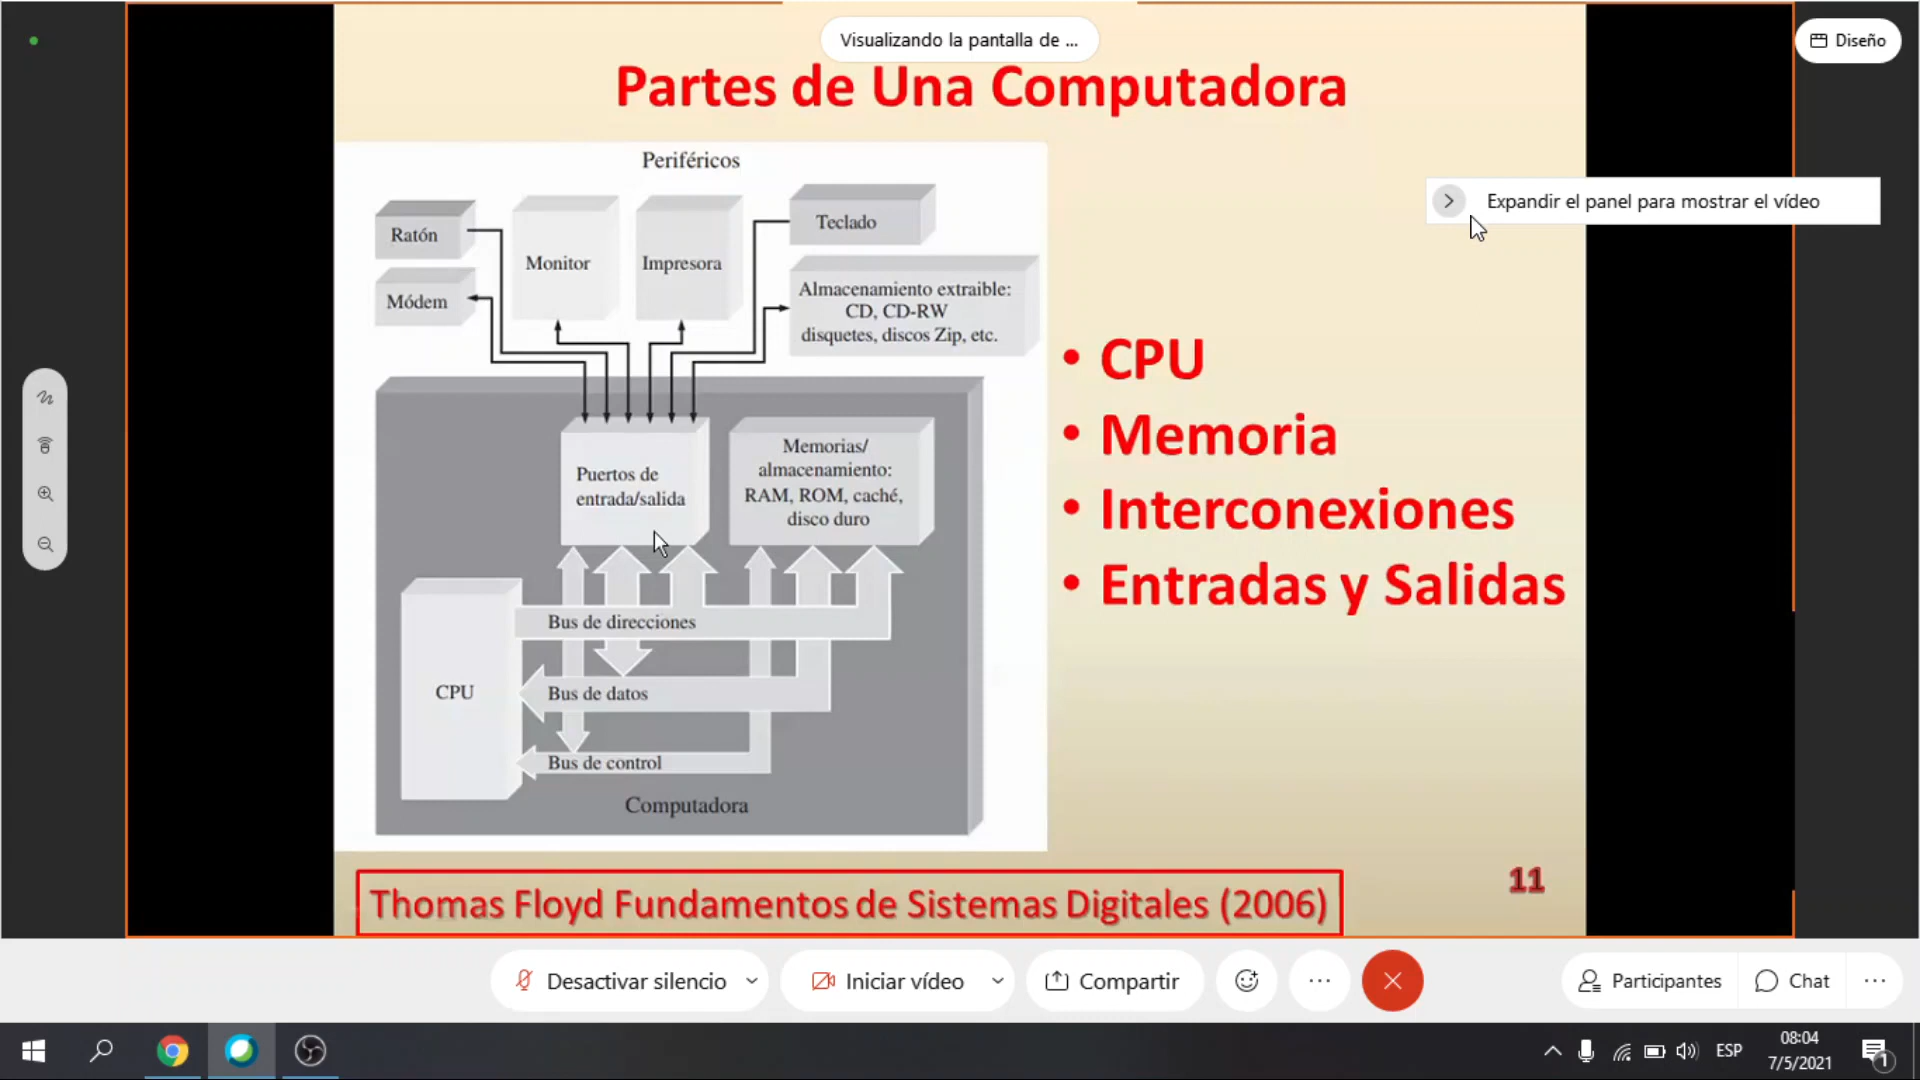 Visualizando la pantalla de ...
Diseño
Partes de Una Computadora
Expandir el panel para mostrar el vídeo
Periféricos
Ratón
Módem
Monitor
Impresora
Teclado
Almacenamiento extraible:
CD, CD-RW
disquetes, discos Zip, etc.
Puertos de
entrada/salida
Memorias/
almacenamiento:
RAM, ROM, caché,
disco duro
Bus de direcciones
CPU
Bus de datos
Bus de control
Computadora
• CPU
• Memoria
• Interconexiones
• Entradas y Salidas
Thomas Floyd Fundamentos de Sistemas Digitales (2006)
11
Desactivar silencio
Iniciar vídeo
Compartir
Participantes
Chat
ESP
08:04
7/5/2021
1